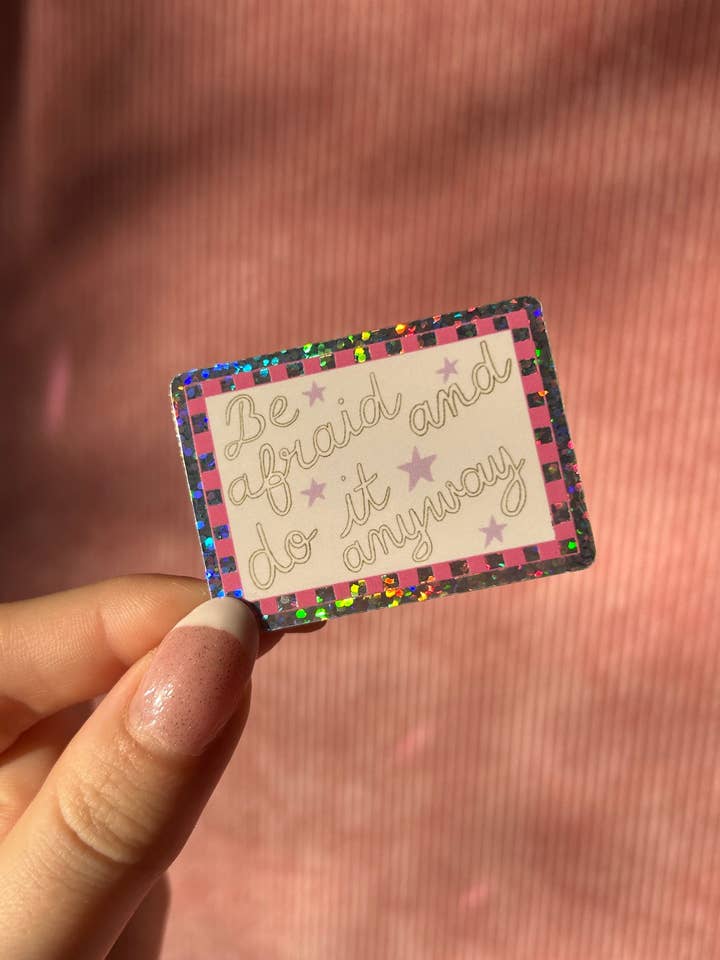 Be
afraid and
do it
anyway